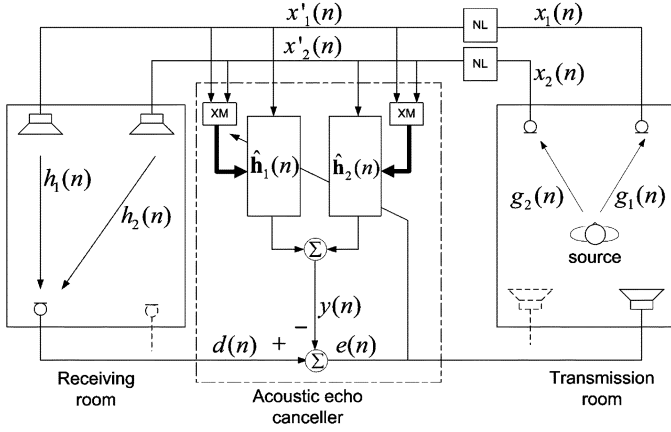 x'₁(n) NL x₁(n)
x'₂(n) NL x₂(n)
XM XM
ĥ₁(n) ĥ₂(n)
h₁(n) h₂(n)
g₂(n) g₁(n)
source
Σ
y(n)
−
d(n) + Σ e(n)
Receiving
room
Acoustic echo
canceller
Transmission
room